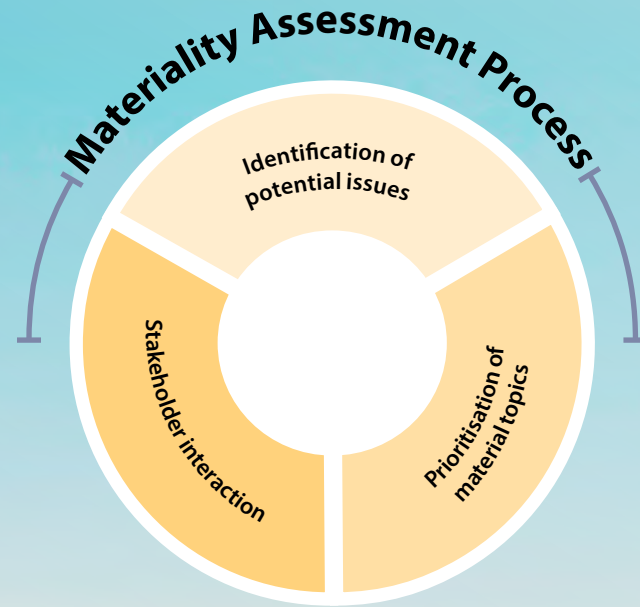 Materiality Assessment Process
Identification of
potential issues
Stakeholder interaction
Prioritisation of
material topics